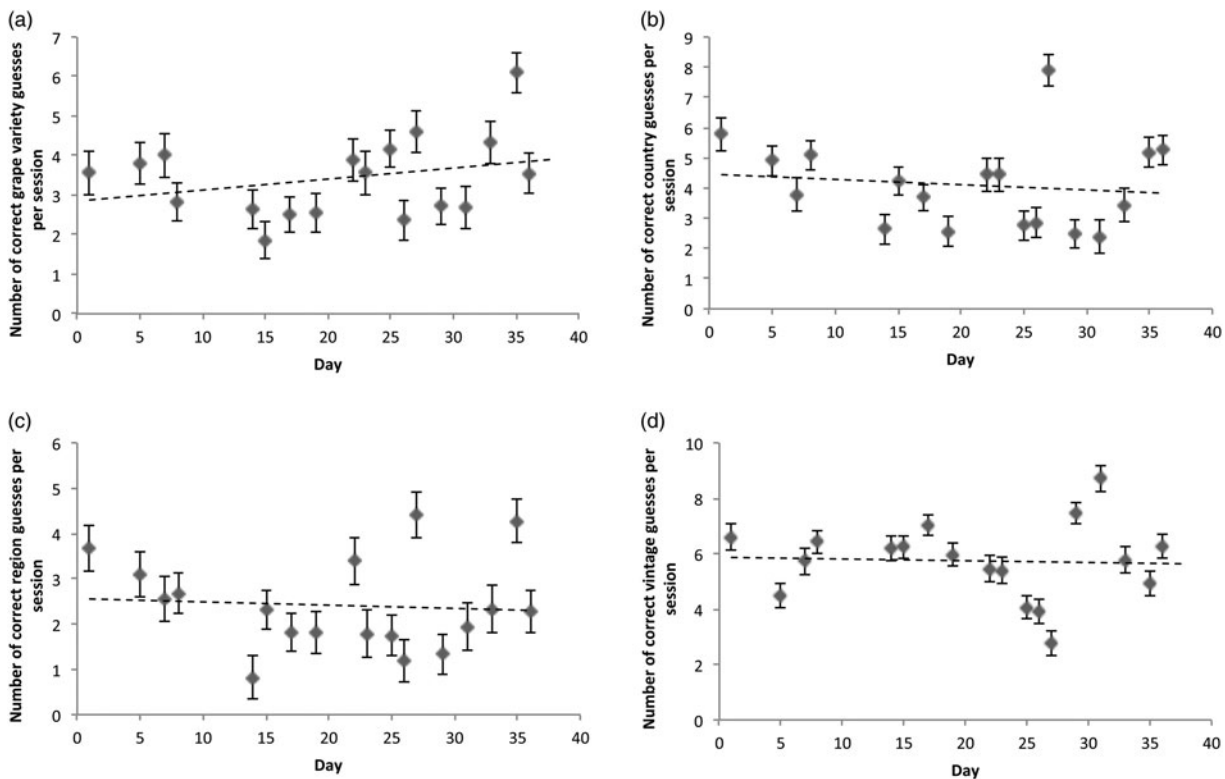 (a)
Number of correct grape variety guesses
per session
7
6
5
4
3
2
1
0
0 5 10 15 20 25 30 35 40
Day
(b)
Number of correct country guesses per
session
9
8
7
6
5
4
3
2
1
0
0 5 10 15 20 25 30 35 40
Day
(c)
Number of correct region guesses per
session
6
5
4
3
2
1
0
0 5 10 15 20 25 30 35 40
Day
(d)
Number of correct vintage guesses per
session
10
8
6
4
2
0
0 5 10 15 20 25 30 35 40
Day